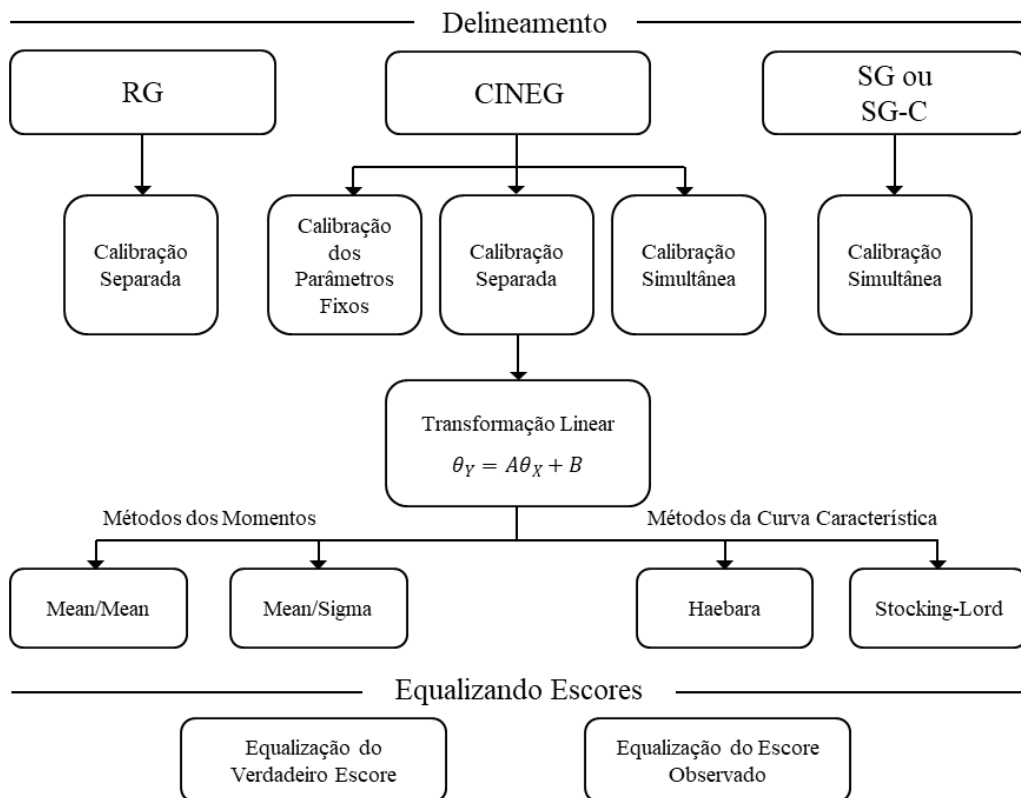 Delineamento
RG
CINEG
SG ou
SG-C
Calibração
Separada
Calibração
dos
Parâmetros
Fixos
Calibração
Separada
Calibração
Simultânea
Calibração
Simultânea
Transformação Linear
θ_Y = Aθ_X + B
Métodos dos Momentos
Métodos da Curva Característica
Mean/Mean
Mean/Sigma
Haebara
Stocking-Lord
Equalizando Escores
Equalização do
Verdadeiro Escore
Equalização do Escore
Observado